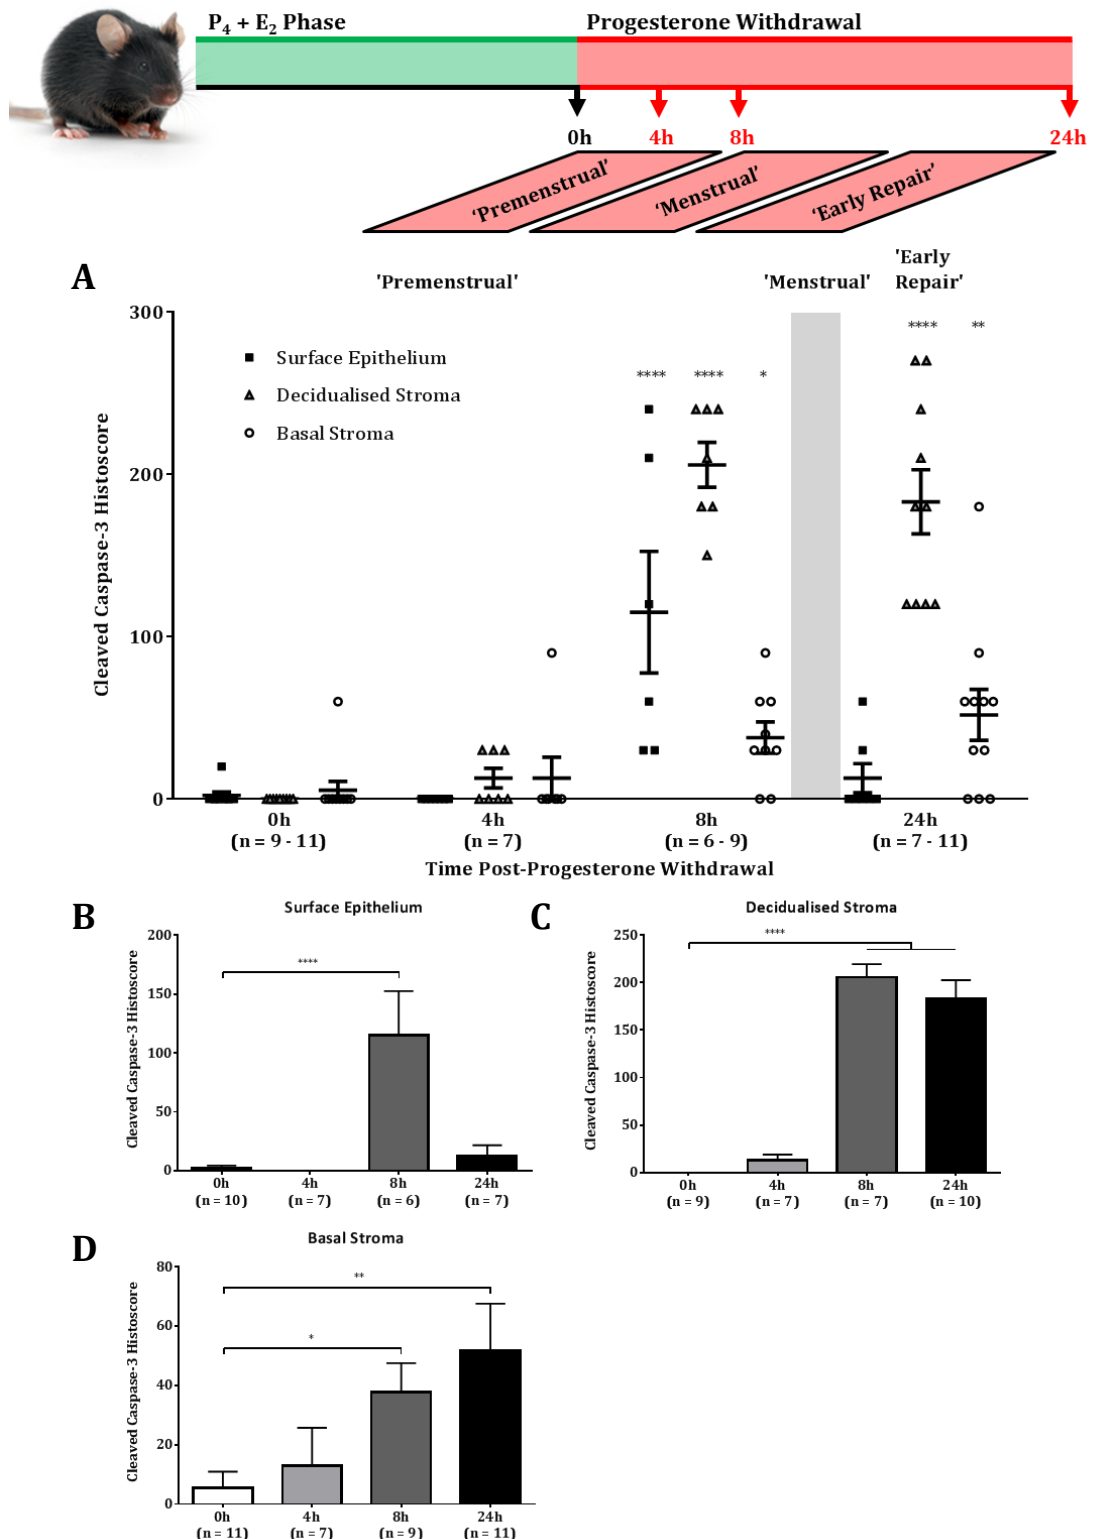 P4 + E2 Phase
Progesterone Withdrawal
0h
4h
8h
24h
'Premenstrual'
'Menstrual'
'Early Repair'
A
'Premenstrual'
'Menstrual'
'Early
Repair'
Cleaved Caspase-3 Histoscore
300
200
100
0
Surface Epithelium
Decidualised Stroma
Basal Stroma
****
****
*
****
**
0h
(n = 9 - 11)
4h
(n = 7)
8h
(n = 6 - 9)
24h
(n = 7 - 11)
Time Post-Progesterone Withdrawal
B
Surface Epithelium
Cleaved Caspase-3 Histoscore
200
150
100
50
0
****
0h
(n = 10)
4h
(n = 7)
8h
(n = 6)
24h
(n = 7)
C
Decidualised Stroma
Cleaved Caspase-3 Histoscore
250
200
150
100
50
0
****
0h
(n = 9)
4h
(n = 7)
8h
(n = 7)
24h
(n = 10)
D
Basal Stroma
Cleaved Caspase-3 Histoscore
80
60
40
20
0
**
*
0h
(n = 11)
4h
(n = 7)
8h
(n = 9)
24h
(n = 11)